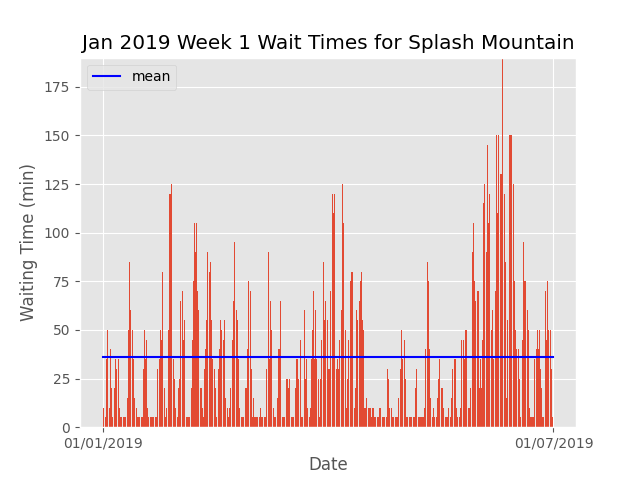 Jan 2019 Week 1 Wait Times for Splash Mountain
mean
175
150
125
100
75
50
25
0
Waiting Time (min)
01/01/2019
01/07/2019
Date